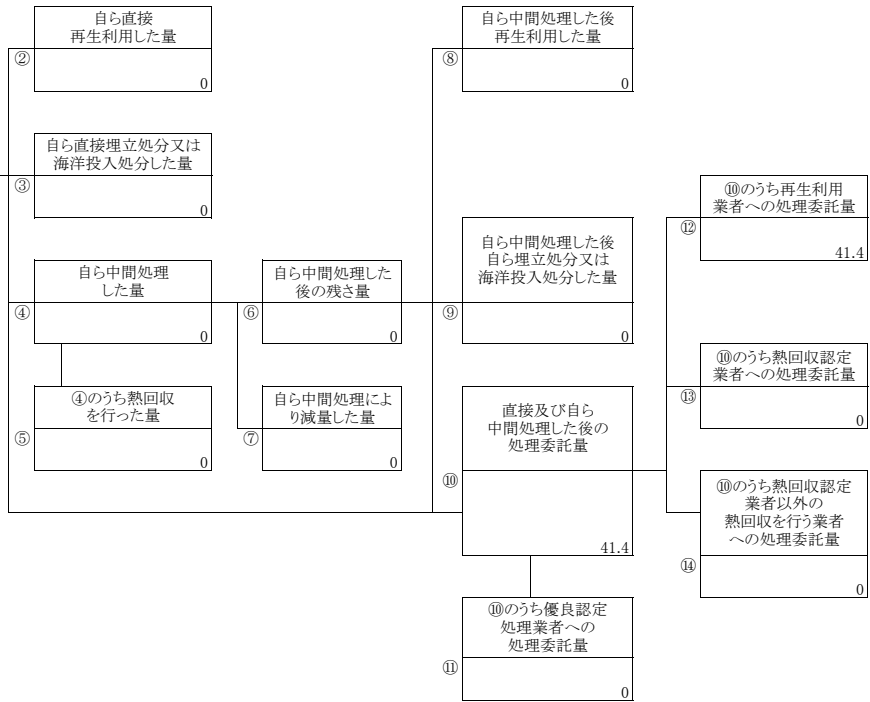 自ら直接
再生利用した量
②
0
自ら中間処理した後
再生利用した量
⑧
0
自ら直接埋立処分又は
海洋投入処分した量
③
0
⑩のうち再生利用
業者への処理委託量
⑫
41.4
自ら中間処理
した量
④
0
自ら中間処理した
後の残さ量
⑥
0
自ら中間処理した後
自ら埋立処分又は
海洋投入処分した量
⑨
0
⑩のうち熱回収認定
業者への処理委託量
⑬
0
④のうち熱回収
を行った量
⑤
0
自ら中間処理によ
り減量した量
⑦
0
直接及び自ら
中間処理した後の
処理委託量
⑩
41.4
⑩のうち熱回収認定
業者以外の
熱回収を行う業者
への処理委託量
⑭
0
⑩のうち優良認定
処理業者への
処理委託量
⑪
0